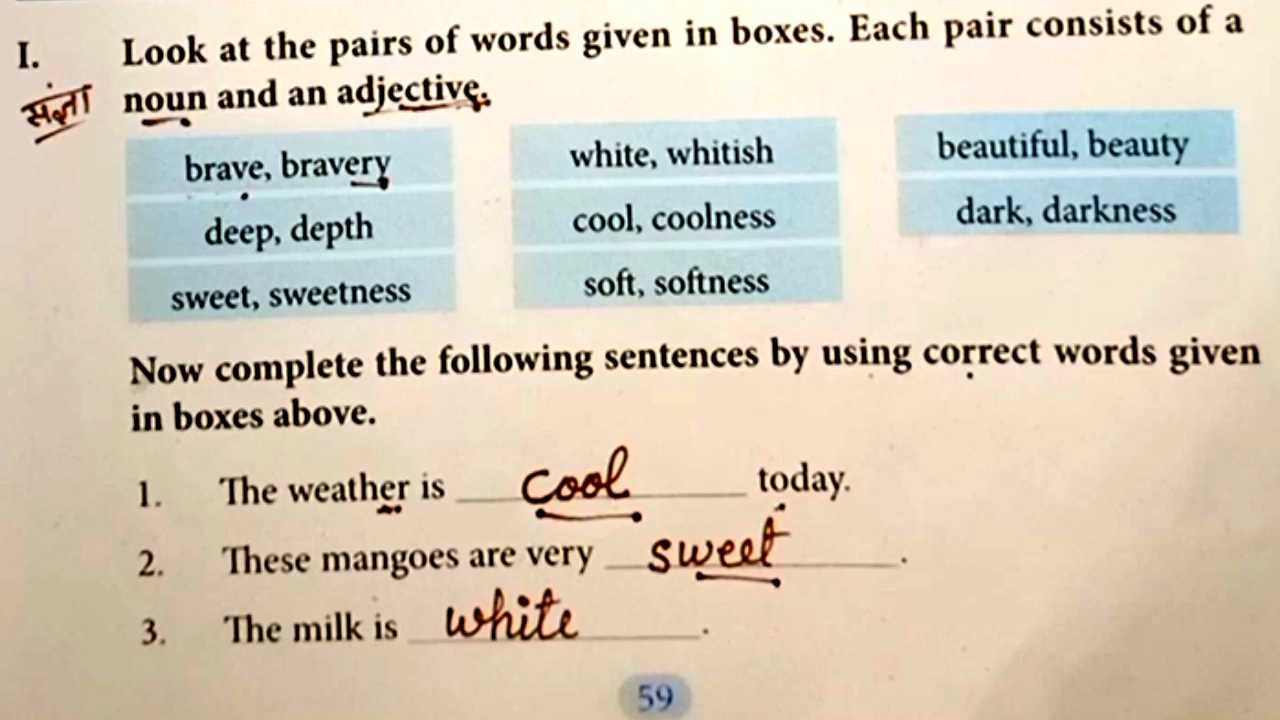 I. Look at the pairs of words given in boxes. Each pair consists of a
संज्ञा noun and an adjective.
brave, bravery white, whitish beautiful, beauty
deep, depth cool, coolness dark, darkness
sweet, sweetness soft, softness
Now complete the following sentences by using correct words given
in boxes above.
1. The weather is cool today.
2. These mangoes are very sweet.
3. The milk is white.
59